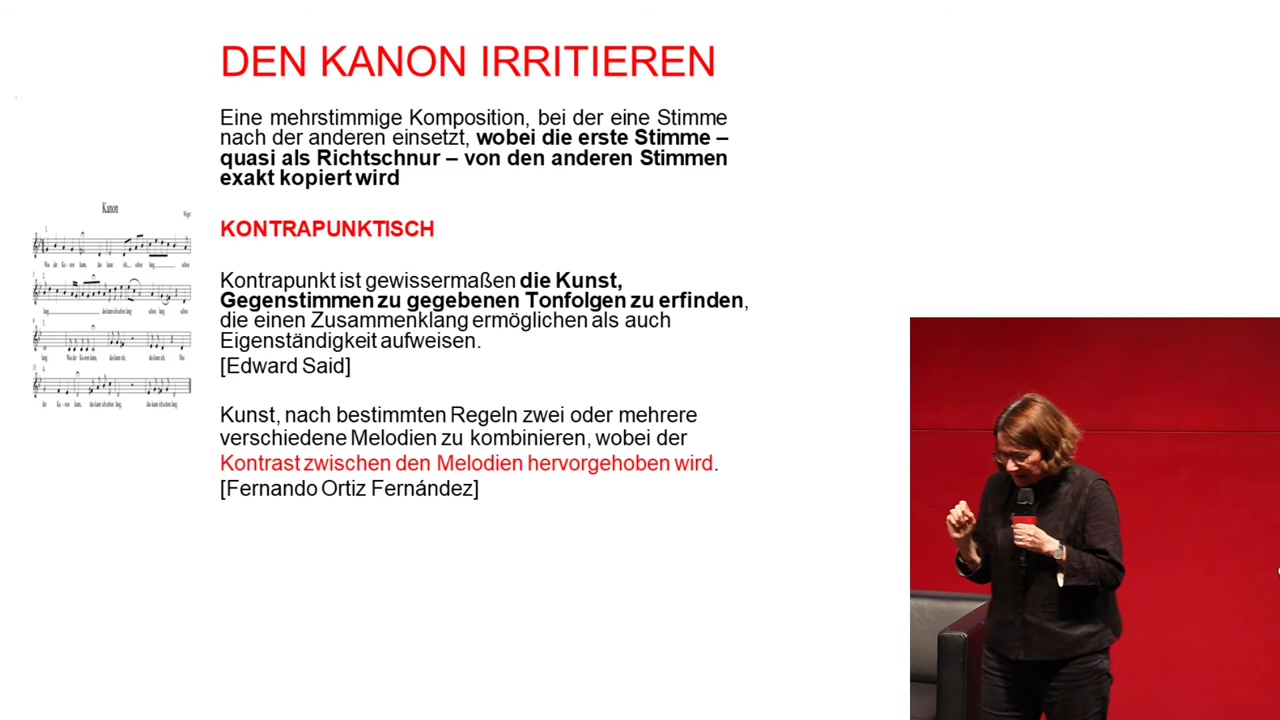 DEN KANON IRRITIEREN
Eine mehrstimmige Komposition, bei der eine Stimme
nach der anderen einsetzt, wobei die erste Stimme –
quasi als Richtschnur – von den anderen Stimmen
exakt kopiert wird
Kanon
KONTRAPUNKTISCH
Kontrapunkt ist gewissermaßen die Kunst,
Gegenstimmen zu gegebenen Tonfolgen zu erfinden,
die einen Zusammenklang ermöglichen als auch
Eigenständigkeit aufweisen.
[Edward Said]
Kunst, nach bestimmten Regeln zwei oder mehrere
verschiedene Melodien zu kombinieren, wobei der
Kontrast zwischen den Melodien hervorgehoben wird.
[Fernando Ortiz Fernández]